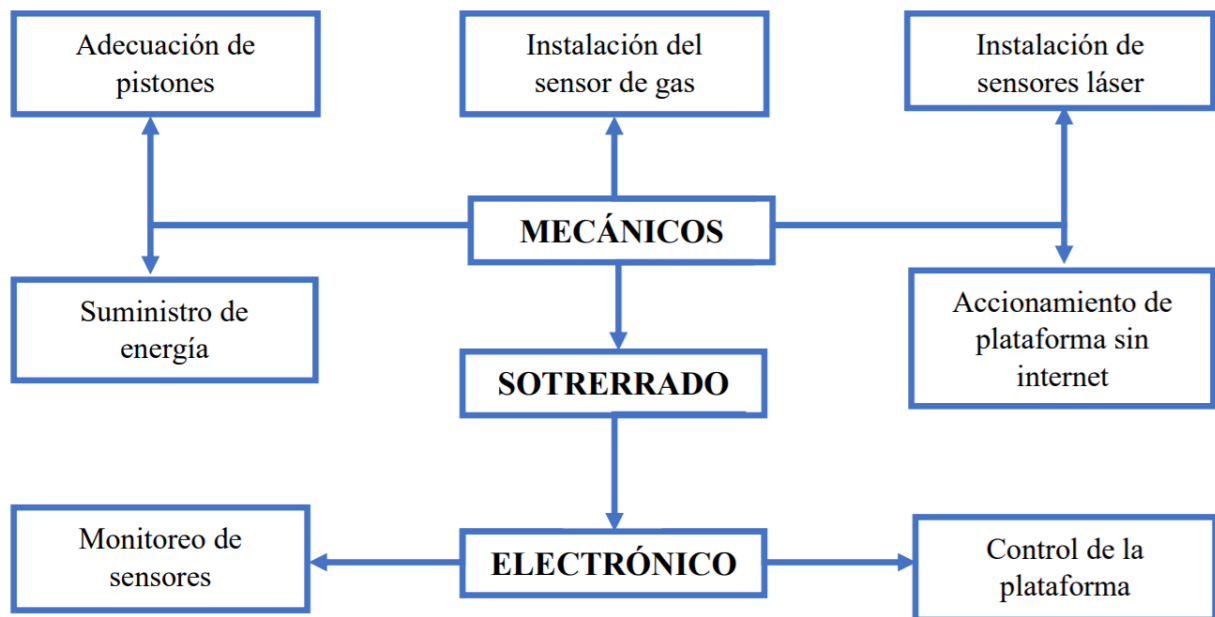 Adecuación de
pistones
Instalación del
sensor de gas
Instalación de
sensores láser
MECÁNICOS
Suministro de
energía
Accionamiento de
plataforma sin
internet
SOTRERRADO
Monitoreo de
sensores
ELECTRÓNICO
Control de la
plataforma